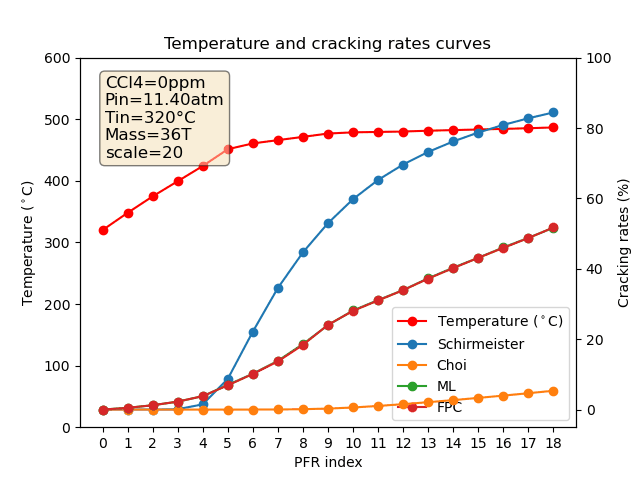 Temperature and cracking rates curves
CCl4=0ppm
Pin=11.40atm
Tin=320°C
Mass=36T
scale=20
Temperature (°C)
600
500
400
300
200
100
0
Cracking rates (%)
100
80
60
40
20
0
Temperature (°C)
Schirmeister
Choi
ML
FPC
0 1 2 3 4 5 6 7 8 9 10 11 12 13 14 15 16 17 18
PFR index